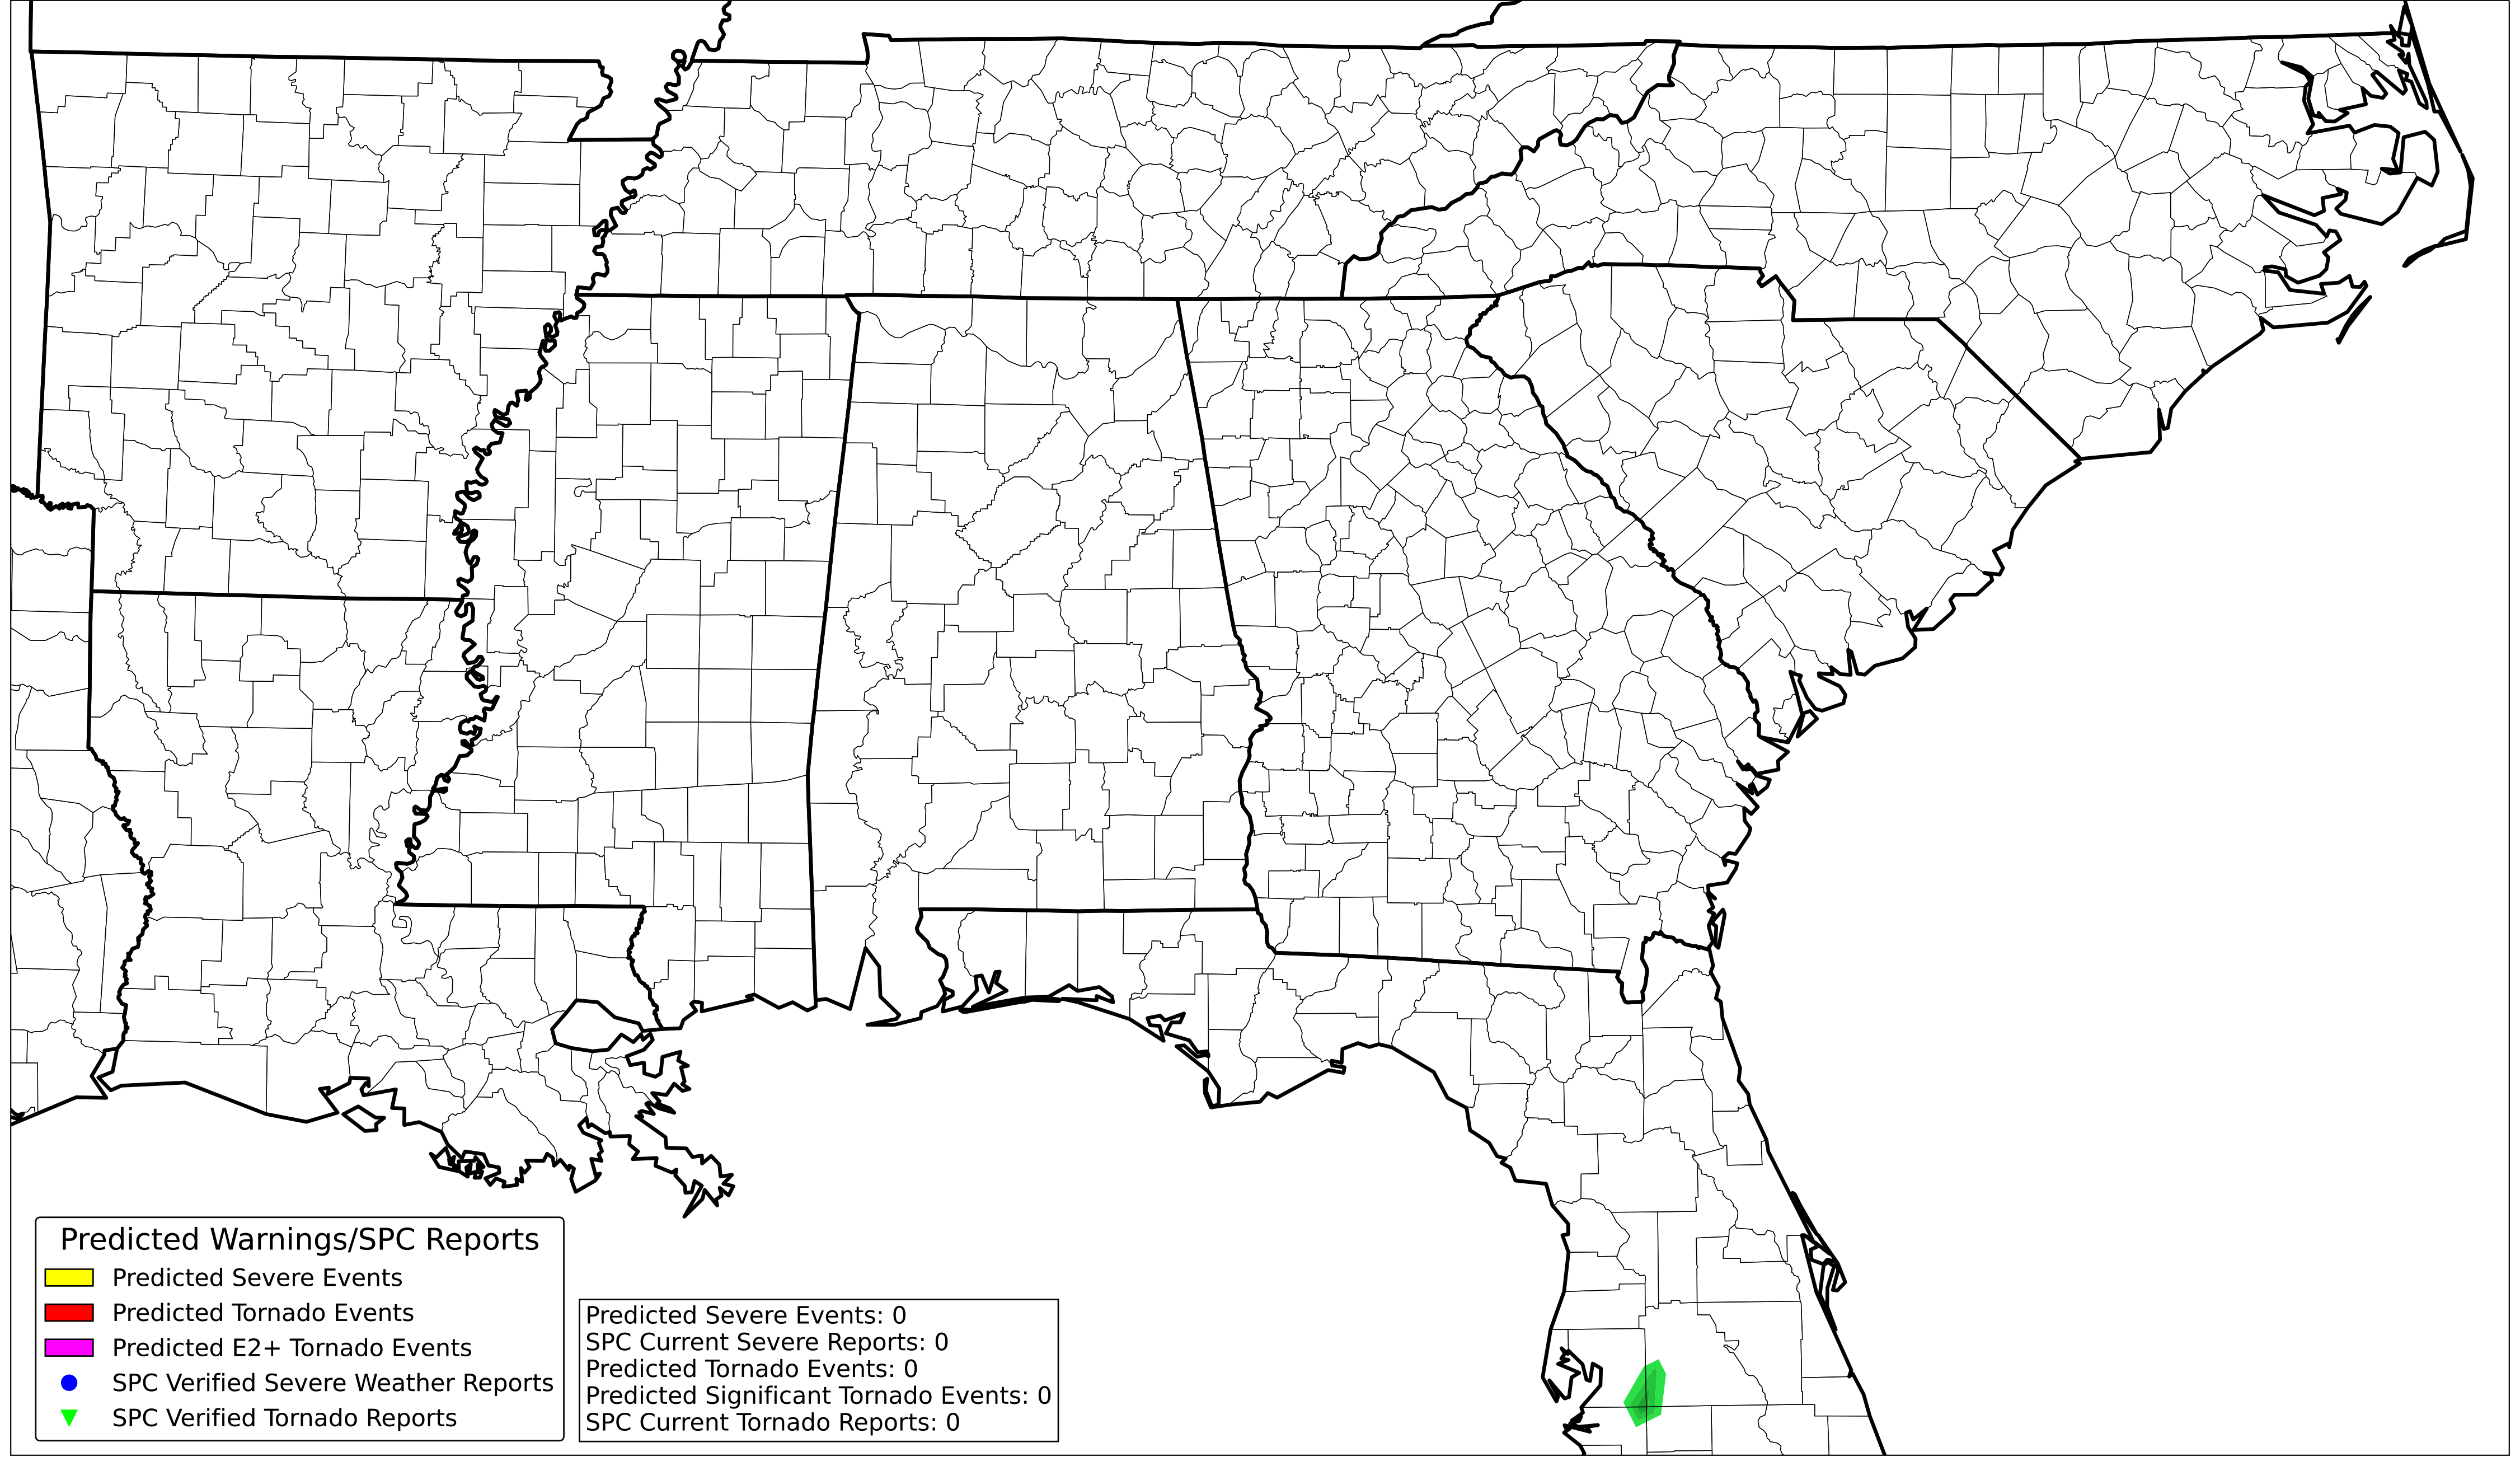 Predicted Warnings/SPC Reports
Predicted Severe Events
Predicted Tornado Events
Predicted E2+ Tornado Events
SPC Verified Severe Weather Reports
SPC Verified Tornado Reports
Predicted Severe Events: 0
SPC Current Severe Reports: 0
Predicted Tornado Events: 0
Predicted Significant Tornado Events: 0
SPC Current Tornado Reports: 0